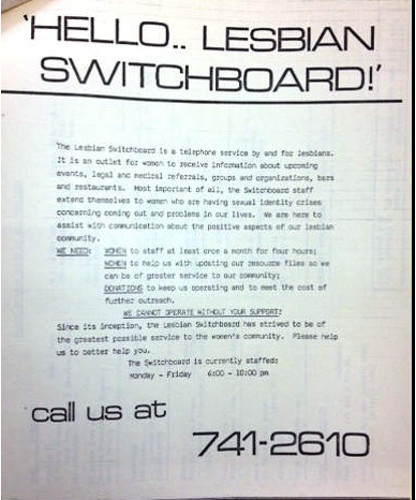 'HELLO.. LESBIAN
SWITCHBOARD!'
The Lesbian Switchboard is a telephone service by and for lesbians.
It is an outlet for women to receive information about upcoming
events, legal and medical referrals, groups and organizations, bars
and restaurants. Most important of all, the Switchboard staff
extend themselves to women who are having sexual identity crises
concerning coming out and problems in our lives. We are here to
assist with communication about the positive aspects of our lesbian
community.
WE NEED: WOMEN to staff at least once a month for four hours;
WOMEN to help us with updating our resource files so we
can be of greater service to our community;
DONATIONS to keep us operating and to meet the cost of
further outreach.
WE CANNOT OPERATE WITHOUT YOUR SUPPORT!
Since its inception, the Lesbian Switchboard has strived to be of
the greatest possible service to the women's community. Please help
us to better help you.
The Switchboard is currently staffed:
Monday - Friday 6:00 - 10:00 pm
call us at
741-2610